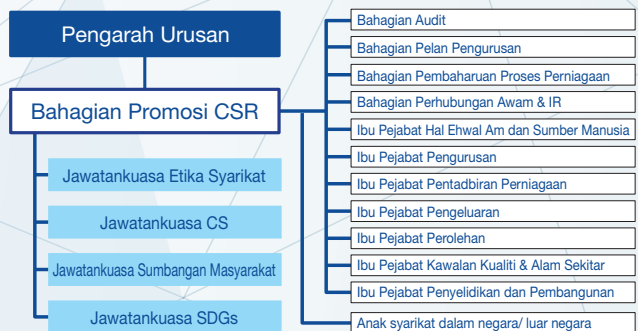 Pengarah Urusan
Bahagian Promosi CSR
Jawatankuasa Etika Syarikat
Jawatankuasa CS
Jawatankuasa Sumbangan Masyarakat
Jawatankuasa SDGs
Bahagian Audit
Bahagian Pelan Pengurusan
Bahagian Pembaharuan Proses Perniagaan
Bahagian Perhubungan Awam & IR
Ibu Pejabat Hal Ehwal Am dan Sumber Manusia
Ibu Pejabat Pengurusan
Ibu Pejabat Pentadbiran Perniagaan
Ibu Pejabat Pengeluaran
Ibu Pejabat Perolehan
Ibu Pejabat Kawalan Kualiti & Alam Sekitar
Ibu Pejabat Penyelidikan dan Pembangunan
Anak syarikat dalam negara/ luar negara